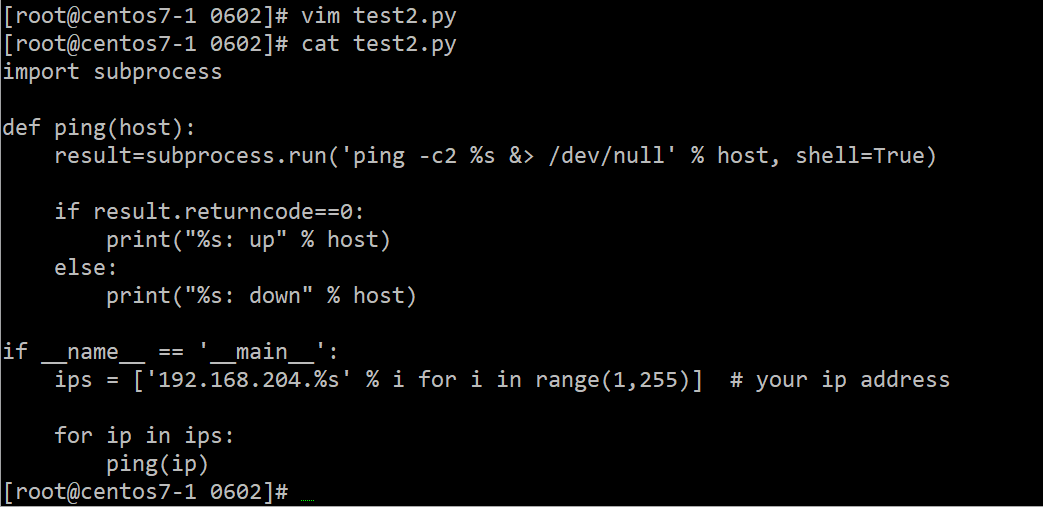 [root@centos7-1 0602]# vim test2.py
[root@centos7-1 0602]# cat test2.py
import subprocess

def ping(host):
    result=subprocess.run('ping -c2 %s &> /dev/null' % host, shell=True)

    if result.returncode==0:
        print("%s: up" % host)
    else:
        print("%s: down" % host)

if __name__ == '__main__':
    ips = ['192.168.204.%s' % i for i in range(1,255)]  # your ip address

    for ip in ips:
        ping(ip)
[root@centos7-1 0602]#